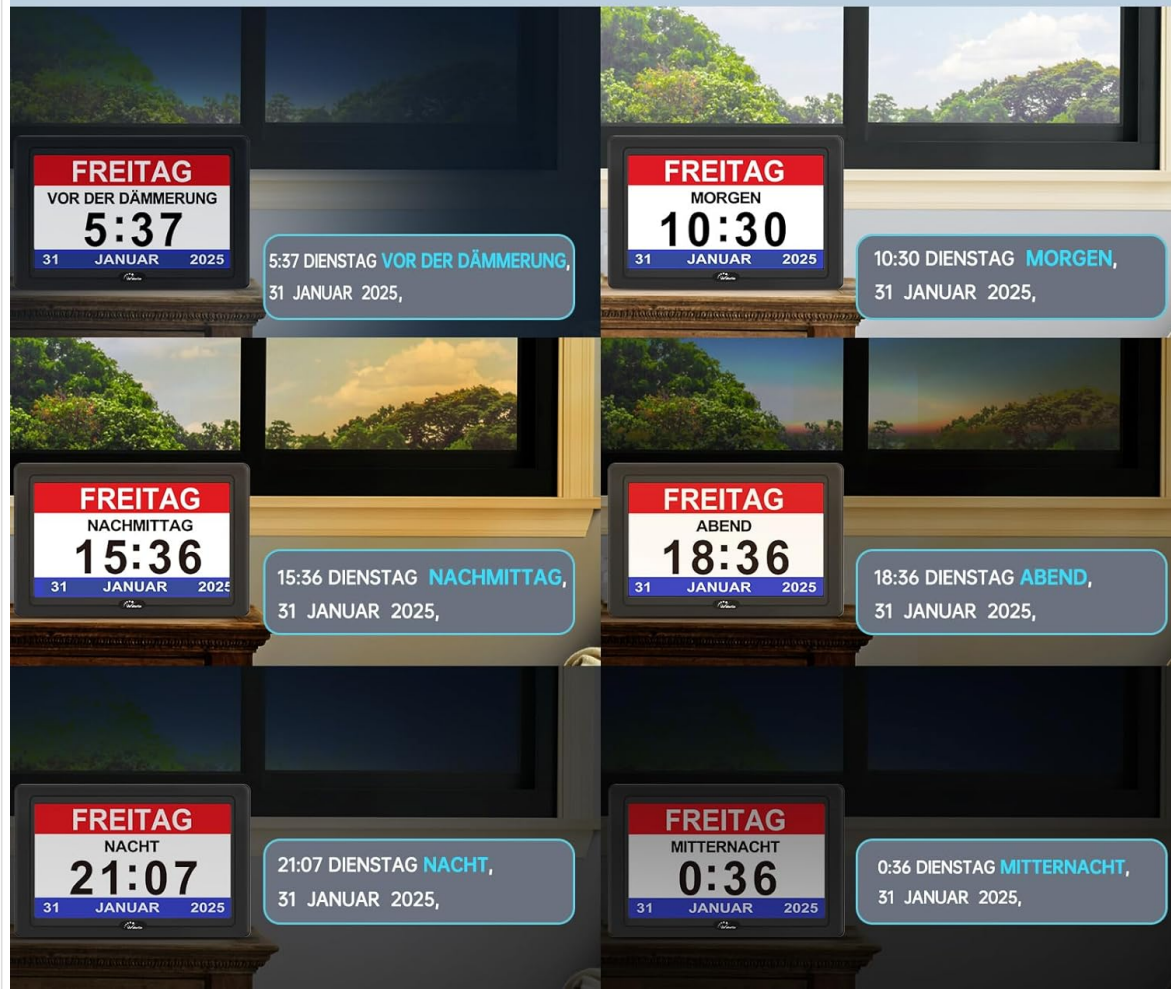 FREITAG
VOR DER DÄMMERUNG
5:37
31 JANUAR 2025
5:37 DIENSTAG VOR DER DÄMMERUNG,
31 JANUAR 2025,
FREITAG
MORGEN
10:30
31 JANUAR 2025
10:30 DIENSTAG MORGEN,
31 JANUAR 2025,
FREITAG
NACHMITTAG
15:36
31 JANUAR 2025
15:36 DIENSTAG NACHMITTAG,
31 JANUAR 2025,
FREITAG
ABEND
18:36
31 JANUAR 2025
18:36 DIENSTAG ABEND,
31 JANUAR 2025,
FREITAG
NACHT
21:07
31 JANUAR 2025
21:07 DIENSTAG NACHT,
31 JANUAR 2025,
FREITAG
MITTERNACHT
0:36
31 JANUAR 2025
0:36 DIENSTAG MITTERNACHT,
31 JANUAR 2025,